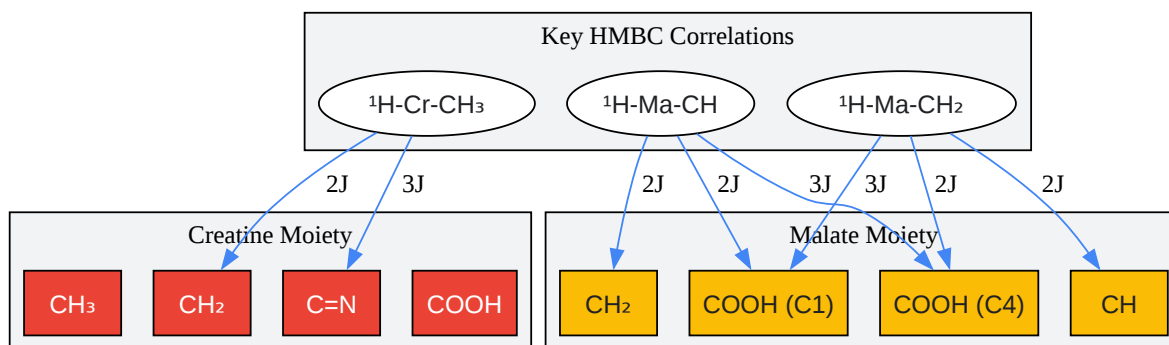 Key HMBC Correlations
¹H-Cr-CH₃
¹H-Ma-CH
¹H-Ma-CH₂
2J
3J
2J
2J
3J
3J
2J
2J
Creatine Moiety
Malate Moiety
CH₃
CH₂
C=N
COOH
CH₂
COOH (C1)
COOH (C4)
CH